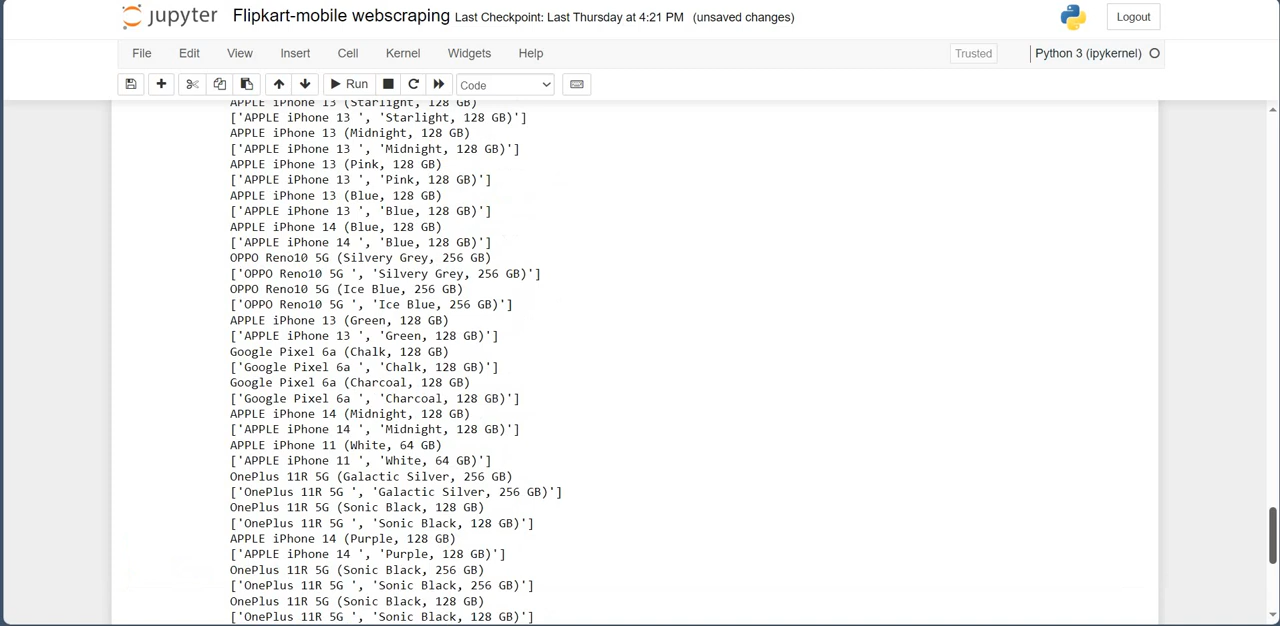 jupyter Flipkart-mobile webscraping Last Checkpoint: Last Thursday at 4:21 PM (unsaved changes) Logout
File Edit View Insert Cell Kernel Widgets Help Trusted Python 3 (ipykernel)
Run Code
APPLE iPhone 13 (Starlight, 128 GB)
['APPLE iPhone 13 ', 'Starlight, 128 GB)']
APPLE iPhone 13 (Midnight, 128 GB)
['APPLE iPhone 13 ', 'Midnight, 128 GB)']
APPLE iPhone 13 (Pink, 128 GB)
['APPLE iPhone 13 ', 'Pink, 128 GB)']
APPLE iPhone 13 (Blue, 128 GB)
['APPLE iPhone 13 ', 'Blue, 128 GB)']
APPLE iPhone 14 (Blue, 128 GB)
['APPLE iPhone 14 ', 'Blue, 128 GB)']
OPPO Reno10 5G (Silvery Grey, 256 GB)
['OPPO Reno10 5G ', 'Silvery Grey, 256 GB)']
OPPO Reno10 5G (Ice Blue, 256 GB)
['OPPO Reno10 5G ', 'Ice Blue, 256 GB)']
APPLE iPhone 13 (Green, 128 GB)
['APPLE iPhone 13 ', 'Green, 128 GB)']
Google Pixel 6a (Chalk, 128 GB)
['Google Pixel 6a ', 'Chalk, 128 GB)']
Google Pixel 6a (Charcoal, 128 GB)
['Google Pixel 6a ', 'Charcoal, 128 GB)']
APPLE iPhone 14 (Midnight, 128 GB)
['APPLE iPhone 14 ', 'Midnight, 128 GB)']
APPLE iPhone 11 (White, 64 GB)
['APPLE iPhone 11 ', 'White, 64 GB)']
OnePlus 11R 5G (Galactic Silver, 256 GB)
['OnePlus 11R 5G ', 'Galactic Silver, 256 GB)']
OnePlus 11R 5G (Sonic Black, 128 GB)
['OnePlus 11R 5G ', 'Sonic Black, 128 GB)']
APPLE iPhone 14 (Purple, 128 GB)
['APPLE iPhone 14 ', 'Purple, 128 GB)']
OnePlus 11R 5G (Sonic Black, 256 GB)
['OnePlus 11R 5G ', 'Sonic Black, 256 GB)']
OnePlus 11R 5G (Sonic Black, 128 GB)
['OnePlus 11R 5G ', 'Sonic Black, 128 GB)']